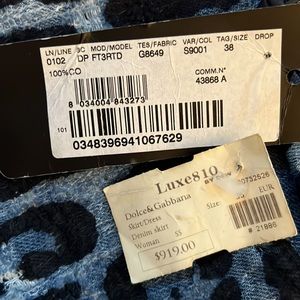 LN/LINE SC MOD/MODEL TES/FABRIC VAR/COL TAG/SIZE DROP
0102 DP FT3RTD G8649 S9001 38
100%CO
COMM.N°
43868 A
8 034004 843273
101
0348396941067629
Luxe810
Dolce&Gabbana
Skirt/Dress Size:
Denim skirt EUR
Woman SS
$919.00
# 21886